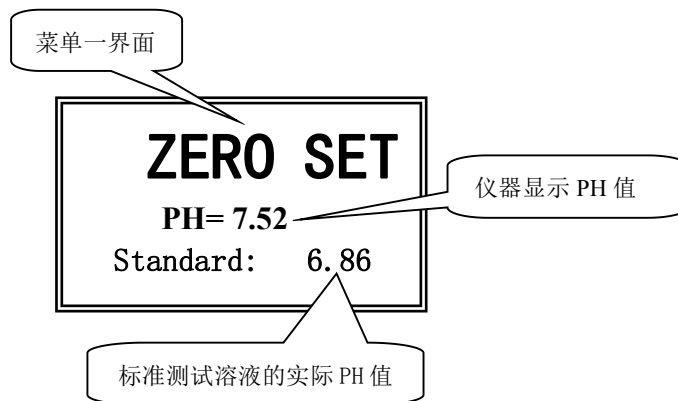 菜单一界面
ZERO SET
PH= 7.52
仪器显示 PH 值
Standard: 6.86
标准测试溶液的实际 PH 值